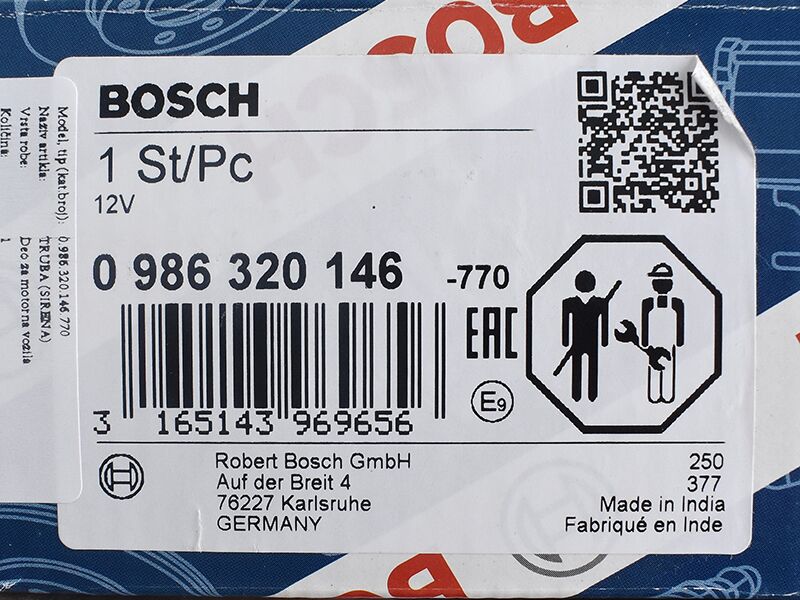 BOSCH
BOSCH
1 St/Pc
12V
0 986 320 146 -770
EAC
E9
3 165143 969656
Robert Bosch GmbH
Auf der Breit 4
76227 Karlsruhe
GERMANY
250
377
Made in India
Fabriqué en Inde
Model, tip (kat.broj): 0.986.320.146.770
Naziv artikla: TRUBA (SIRENA)
Vrsta robe: Deo za motorna vozila
Količina: 1